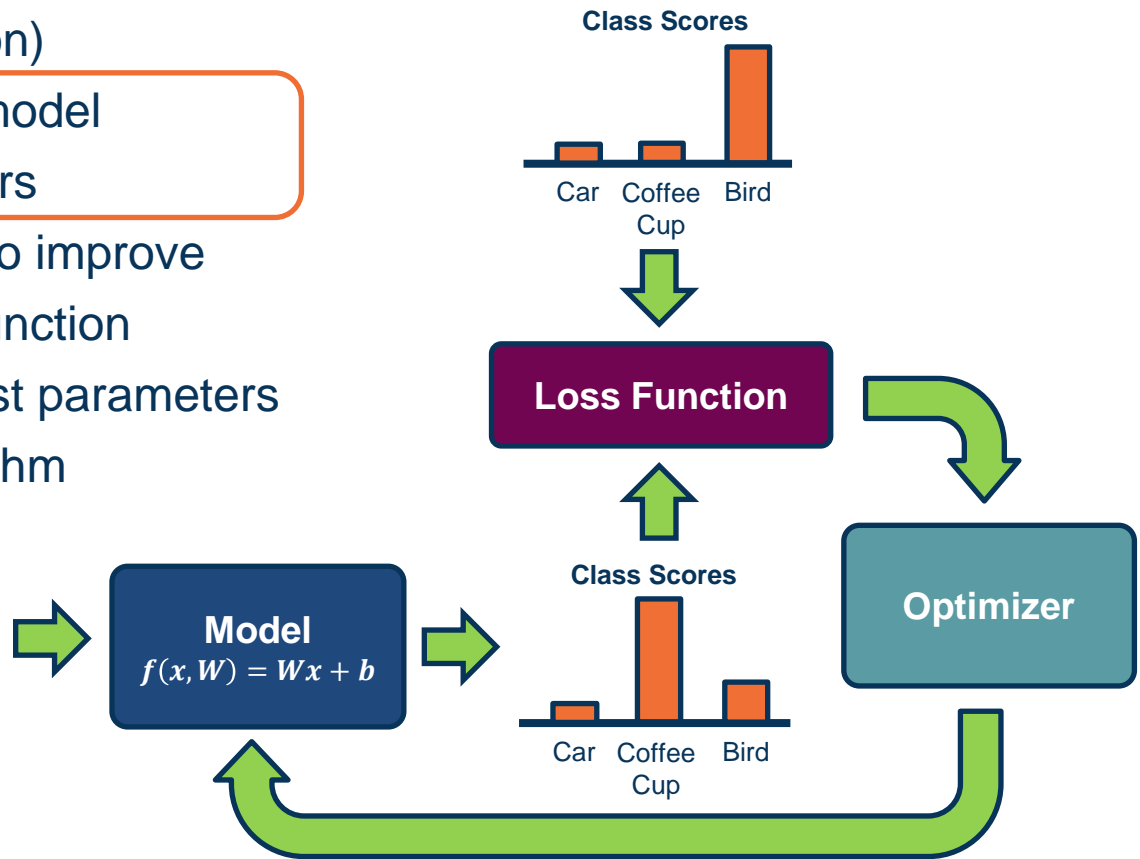 on)
nodel
rs
o improve
unction
st parameters
hm
Class Scores
Car Coffee Cup Bird
Loss Function
Optimizer
Class Scores
Car Coffee Cup Bird
Model
f(x, W) = Wx + b